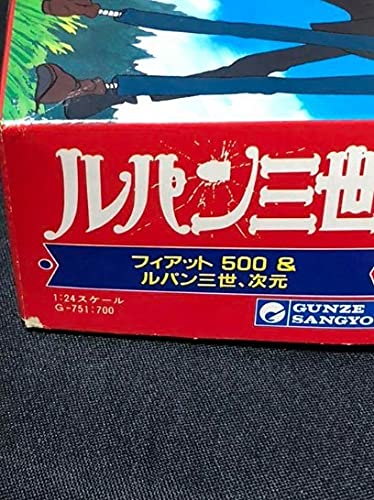 ルパン三世
フィアット 500 &
ルパン三世、次元
1:24スケール
G-751:700
GUNZE
SANGYO